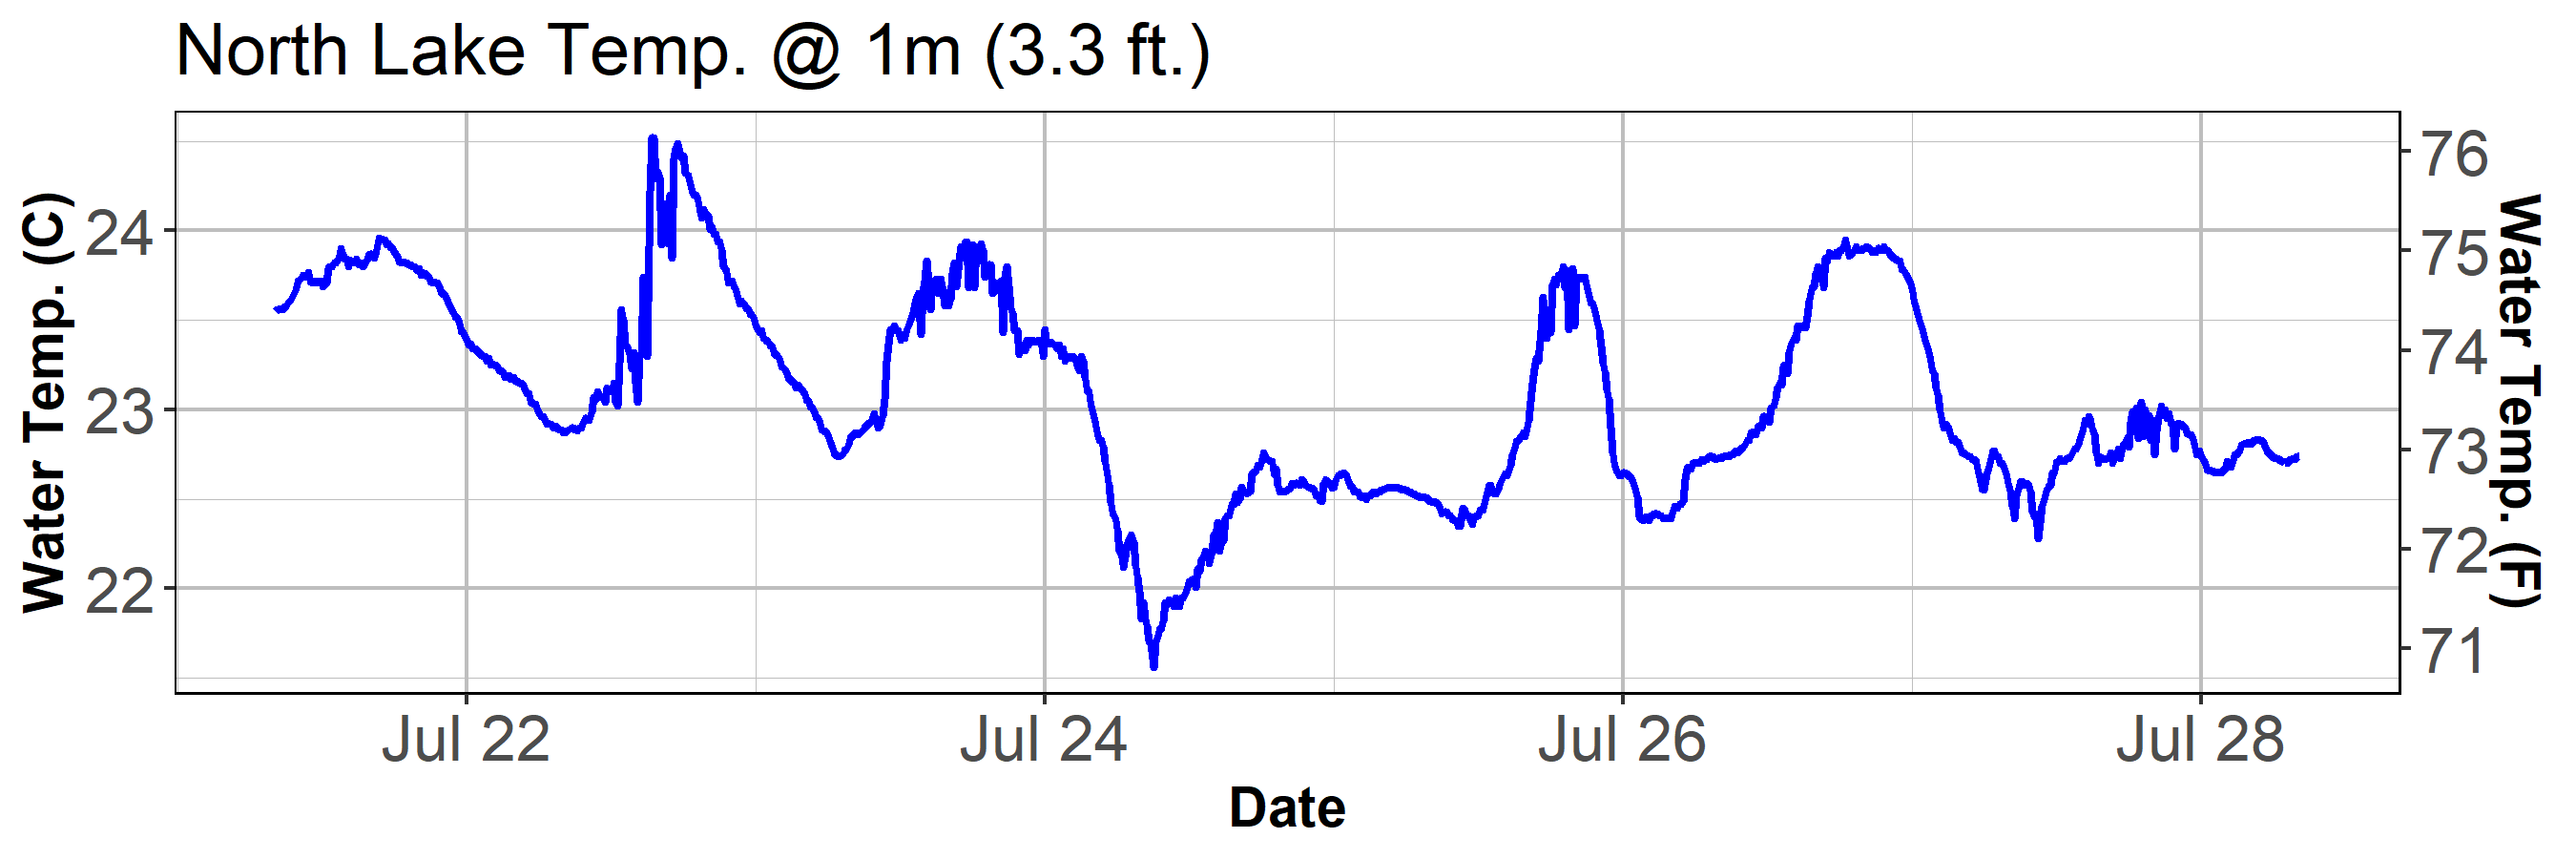 North Lake Temp. @ 1m (3.3 ft.)
Water Temp. (C)
24
23
22
76
75
74
73
72
71
Water Temp. (F)
Jul 22
Jul 24
Jul 26
Jul 28
Date